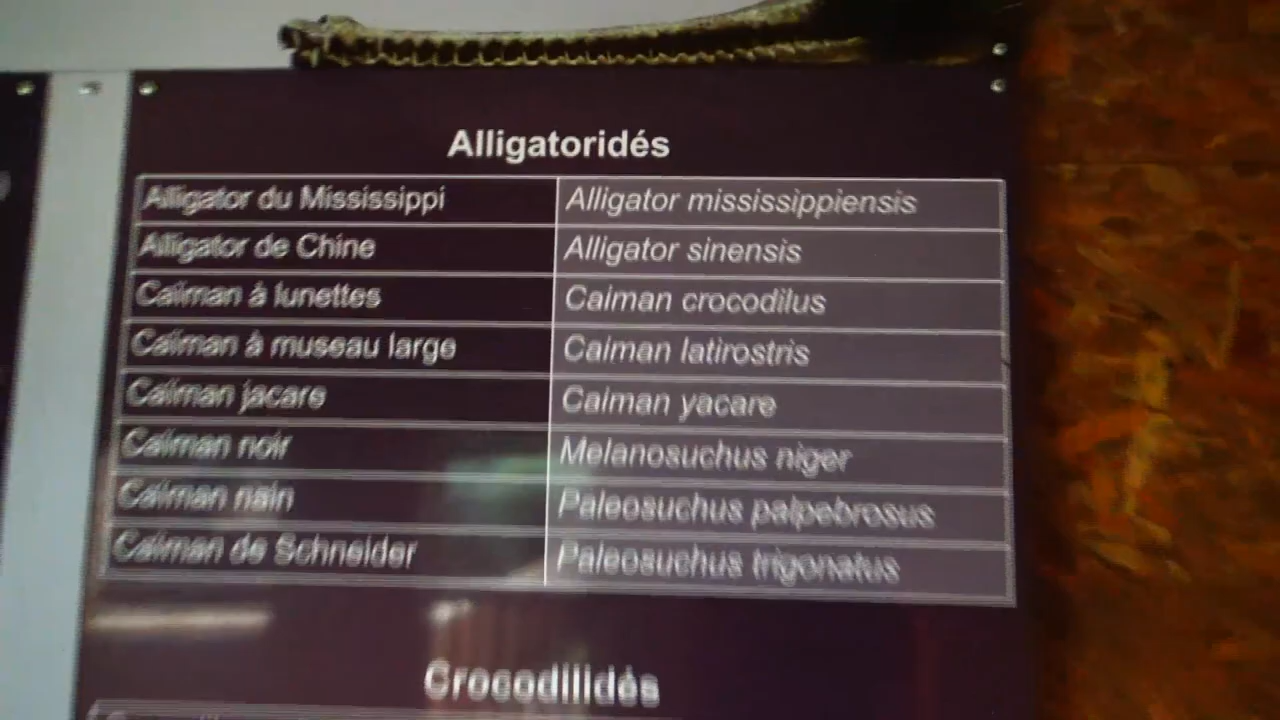 Alligatoridés
Alligator du Mississippi Alligator mississippiensis
Alligator de Chine Alligator sinensis
Caïman à lunettes Caiman crocodilus
Caïman à museau large Caiman latirostris
Caïman jacare Caiman yacare
Caïman noir Melanosuchus niger
Caïman nain Paleosuchus palpebrosus
Caïman de Schneider Paleosuchus trigonatus
Crocodilidés